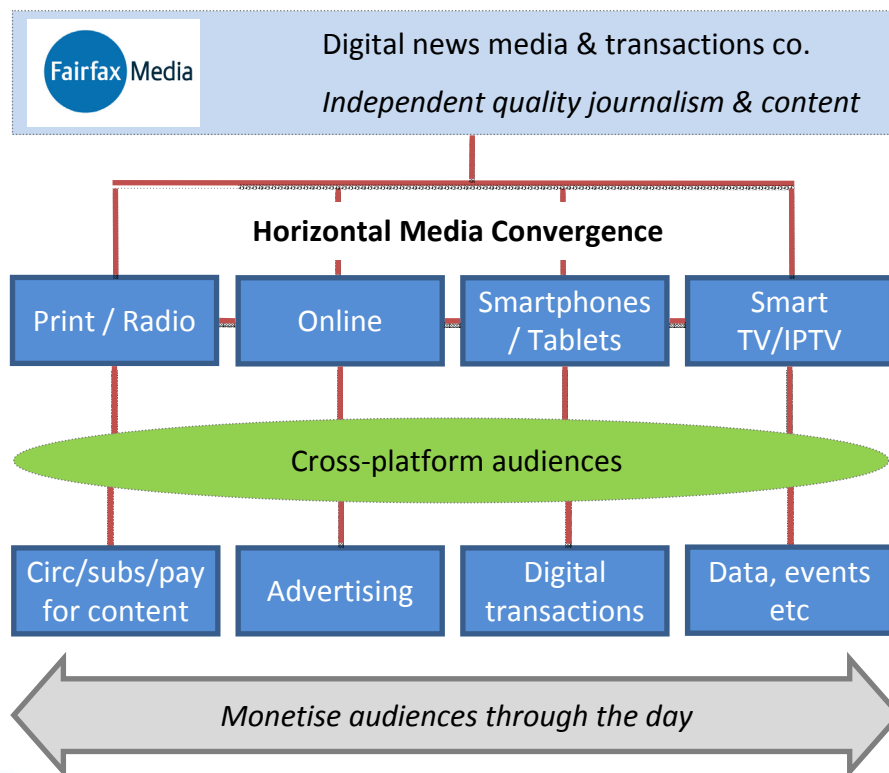 Fairfax Media
Digital news media & transactions co.
Independent quality journalism & content
Horizontal Media Convergence
Print / Radio
Online
Smartphones
/ Tablets
Smart
TV/IPTV
Cross-platform audiences
Circ/subs/pay
for content
Advertising
Digital
transactions
Data, events
etc
Monetise audiences through the day